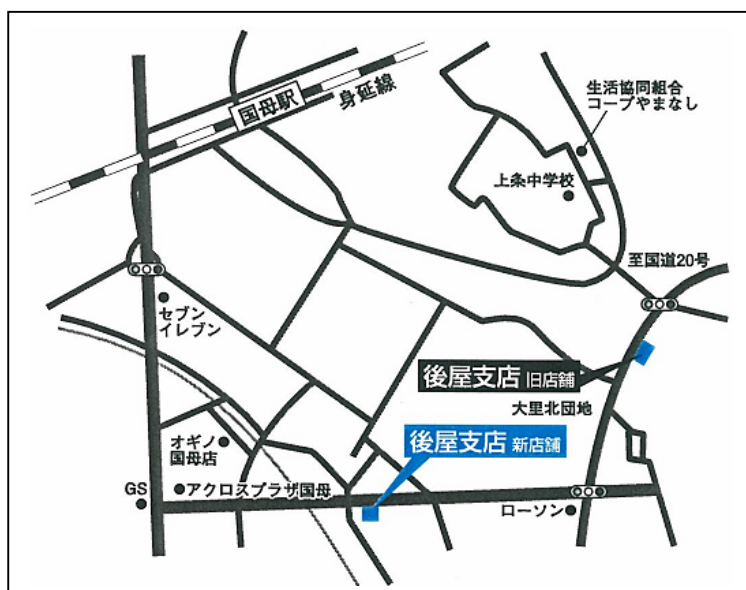 国母駅
身延線
生活協同組合
コープやまなし
上条中学校
至国道20号
セブン
イレブン
後屋支店 旧店舗
大里北団地
後屋支店 新店舗
オギノ
国母店
GS
アクロスプラザ国母
ローソン